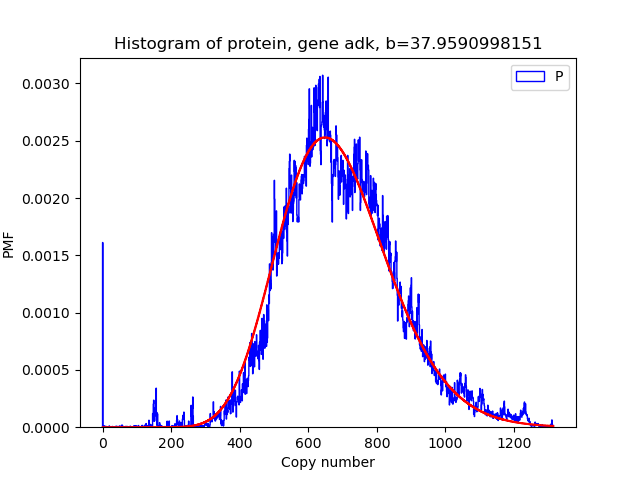 Histogram of protein, gene adk, b=37.9590998151
P
PMF
0.0030
0.0025
0.0020
0.0015
0.0010
0.0005
0.0000
0 200 400 600 800 1000 1200
Copy number